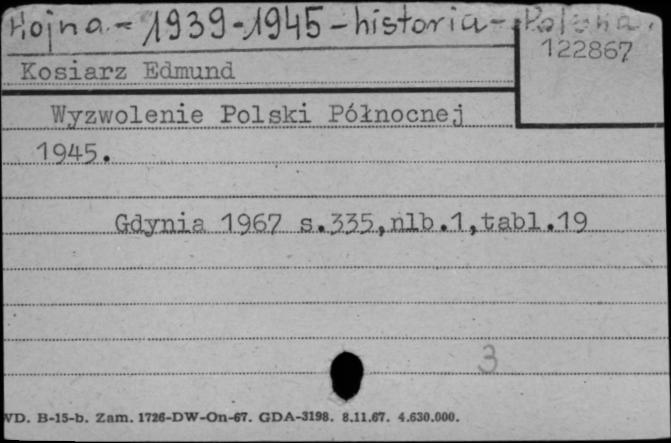 Wojna - 1939-1945 - historia - Polska.
122867
Kosiarz Edmund
Wyzwolenie Polski Północnej
1945.
Gdynia 1967 s.335,nlb.1,tabl.19
3
WD. B-15-b. Zam. 1726-DW-On-67. GDA-3198. 8.11.67. 4.630.000.